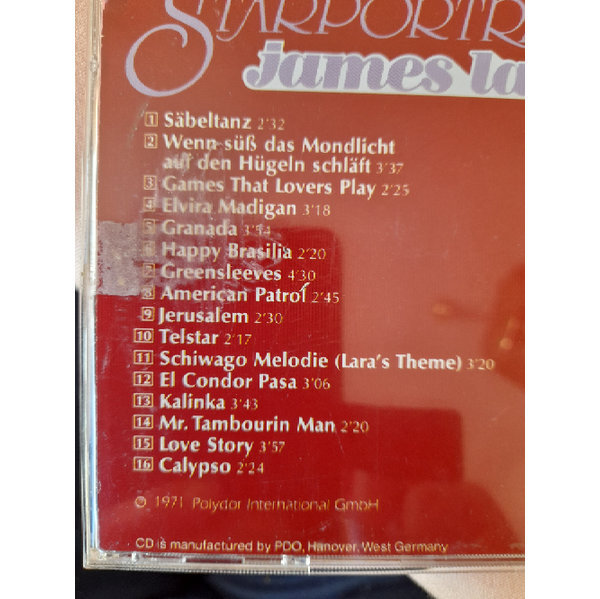 STARPORTR
james la
1 Säbeltanz 2'32
2 Wenn süß das Mondlicht
auf den Hügeln schläft 3'37
3 Games That Lovers Play 2'25
4 Elvira Madigan 3'18
5 Granada 3'54
6 Happy Brasilia 2'20
7 Greensleeves 4'30
8 American Patrol 2'45
9 Jerusalem 2'30
10 Telstar 2'17
11 Schiwago Melodie (Lara's Theme) 3'20
12 El Condor Pasa 3'06
13 Kalinka 3'43
14 Mr. Tambourin Man 2'20
15 Love Story 3'57
16 Calypso 2'24
℗ 1971 Polydor International GmbH
CD is manufactured by PDO, Hanover, West Germany